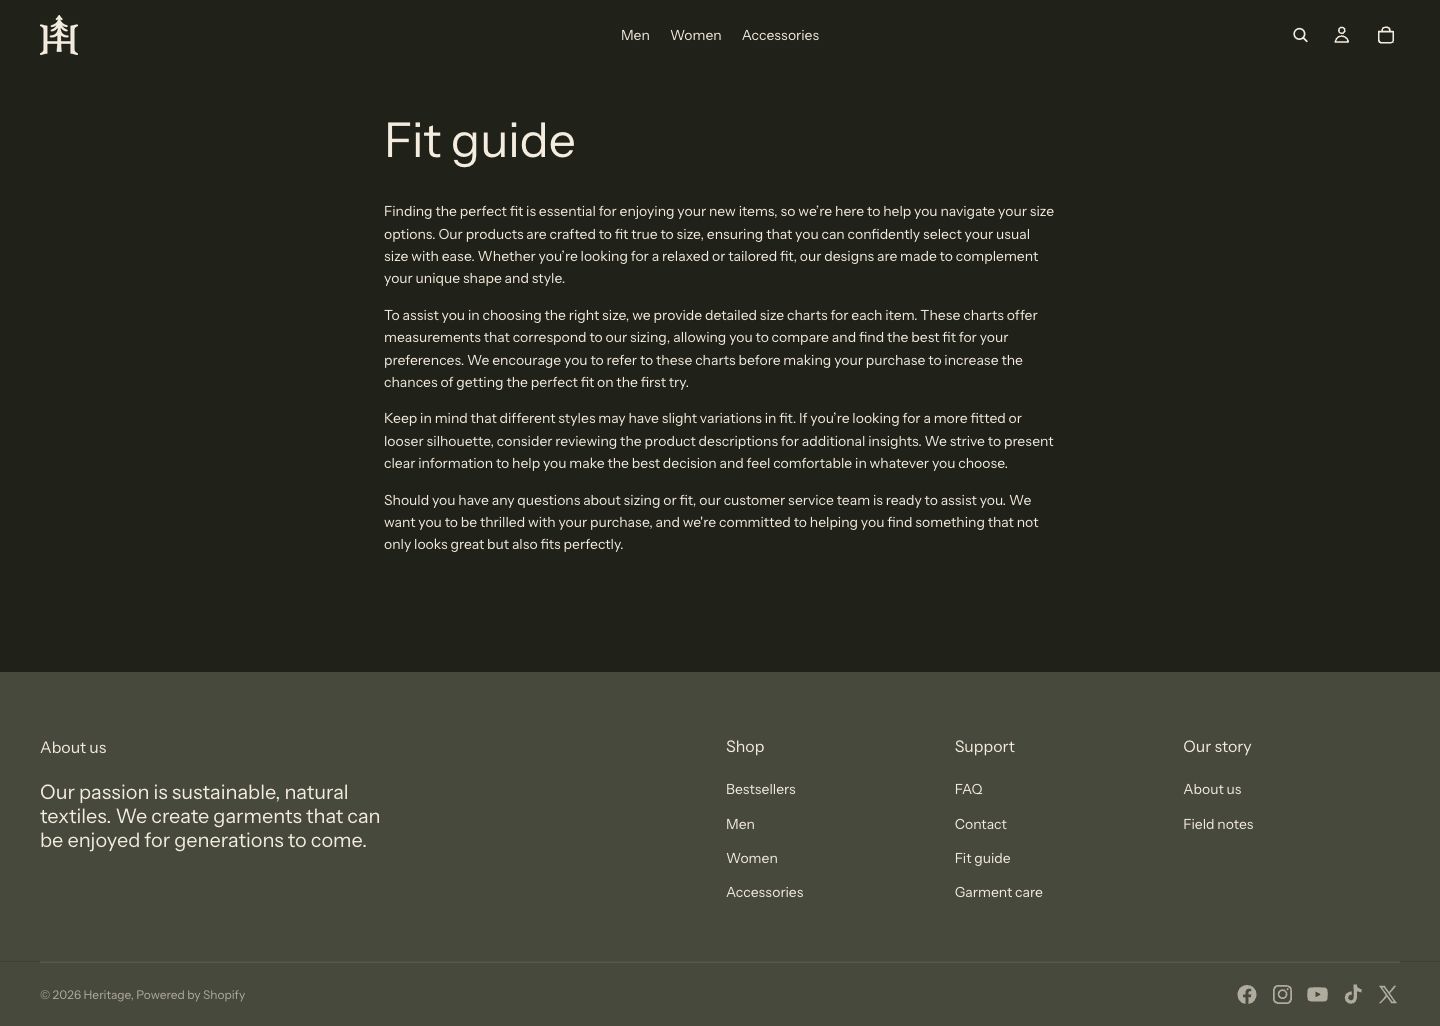 Men Women Accessories
Fit guide
Finding the perfect fit is essential for enjoying your new items, so we’re here to help you navigate your size
options. Our products are crafted to fit true to size, ensuring that you can confidently select your usual
size with ease. Whether you’re looking for a relaxed or tailored fit, our designs are made to complement
your unique shape and style.
To assist you in choosing the right size, we provide detailed size charts for each item. These charts offer
measurements that correspond to our sizing, allowing you to compare and find the best fit for your
preferences. We encourage you to refer to these charts before making your purchase to increase the
chances of getting the perfect fit on the first try.
Keep in mind that different styles may have slight variations in fit. If you’re looking for a more fitted or
looser silhouette, consider reviewing the product descriptions for additional insights. We strive to present
clear information to help you make the best decision and feel comfortable in whatever you choose.
Should you have any questions about sizing or fit, our customer service team is ready to assist you. We
want you to be thrilled with your purchase, and we're committed to helping you find something that not
only looks great but also fits perfectly.
About us
Our passion is sustainable, natural
textiles. We create garments that can
be enjoyed for generations to come.
Shop
Bestsellers
Men
Women
Accessories
Support
FAQ
Contact
Fit guide
Garment care
Our story
About us
Field notes
© 2026 Heritage, Powered by Shopify